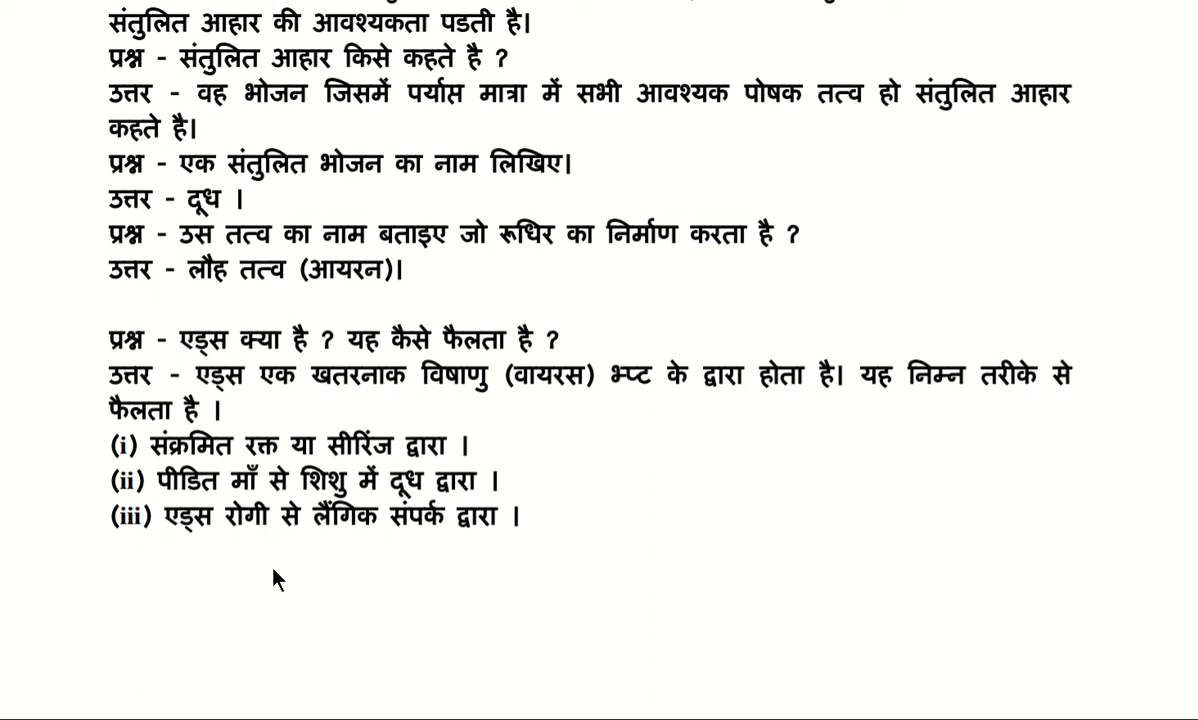 संतुलित आहार की आवश्यकता पडती है।
प्रश्न - संतुलित आहार किसे कहते है ?
उत्तर - वह भोजन जिसमें पर्याप्त मात्रा में सभी आवश्यक पोषक तत्व हो संतुलित आहार
कहते है।
प्रश्न - एक संतुलित भोजन का नाम लिखिए।
उत्तर - दूध ।
प्रश्न - उस तत्व का नाम बताइए जो रूधिर का निर्माण करता है ?
उत्तर - लौह तत्व (आयरन)।
प्रश्न - एड्स क्या है ? यह कैसे फैलता है ?
उत्तर - एड्स एक खतरनाक विषाणु (वायरस) भ्प्ट के द्वारा होता है। यह निम्न तरीके से
फैलता है ।
(i) संक्रमित रक्त या सीरिंज द्वारा ।
(ii) पीडित माँ से शिशु में दूध द्वारा ।
(iii) एड्स रोगी से लैंगिक संपर्क द्वारा ।